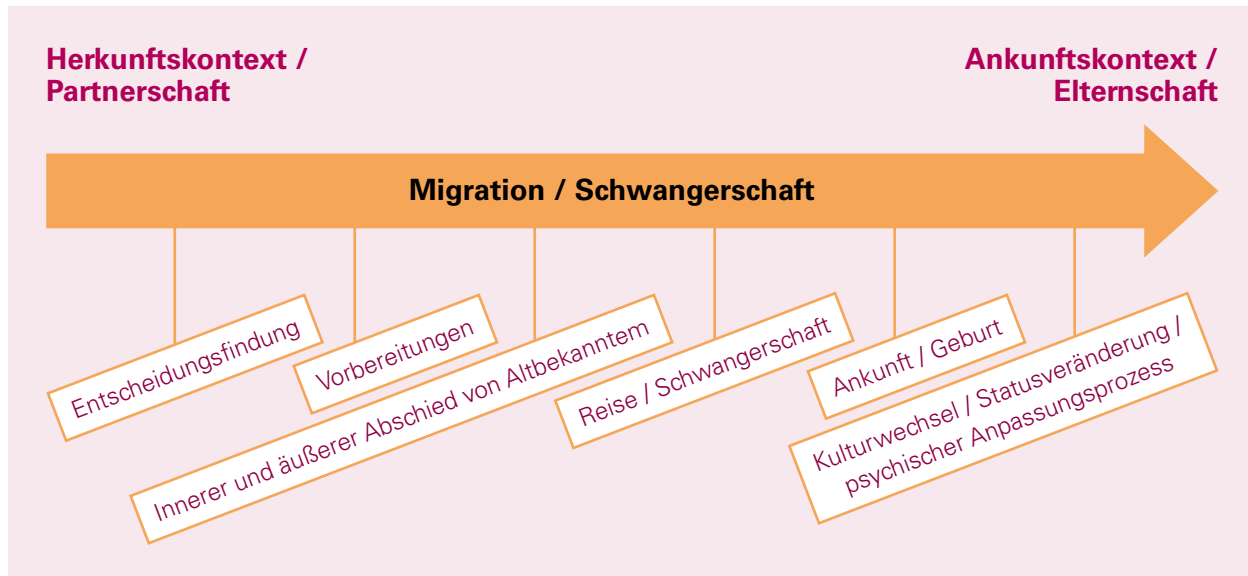 Herkunftskontext /
Partnerschaft
Ankunftskontext /
Elternschaft
Migration / Schwangerschaft
Entscheidungsfindung
Vorbereitungen
Innerer und äußerer Abschied von Altbekanntem
Reise / Schwangerschaft
Ankunft / Geburt
Kulturwechsel / Statusveränderung /
psychischer Anpassungsprozess